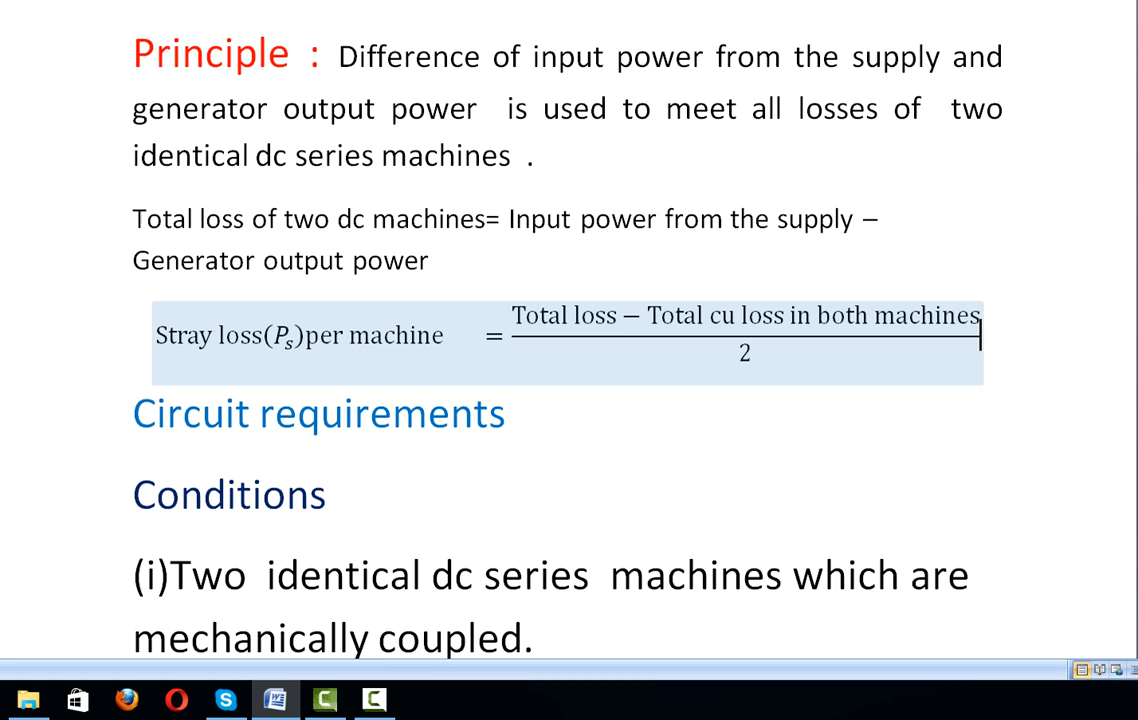 Principle : Difference of input power from the supply and
generator output power is used to meet all losses of two
identical dc series machines .
Total loss of two dc machines= Input power from the supply –
Generator output power
Stray loss(Pₛ)per machine = Total loss − Total cu loss in both machines
2
Circuit requirements
Conditions
(i)Two identical dc series machines which are
mechanically coupled.